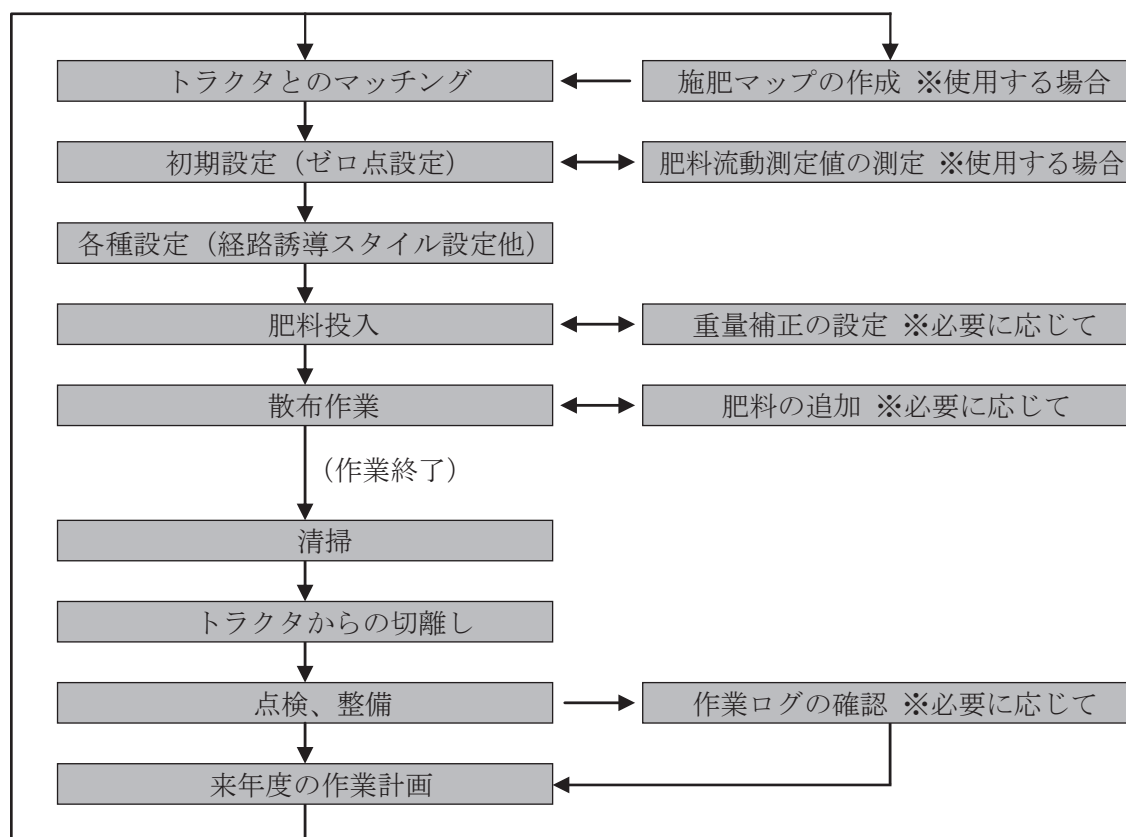 トラクタとのマッチング
施肥マップの作成 ※使用する場合
初期設定（ゼロ点設定）
肥料流動測定値の測定 ※使用する場合
各種設定（経路誘導スタイル設定他）
肥料投入
重量補正の設定 ※必要に応じて
散布作業
肥料の追加 ※必要に応じて
（作業終了）
清掃
トラクタからの切離し
点検、整備
作業ログの確認 ※必要に応じて
来年度の作業計画